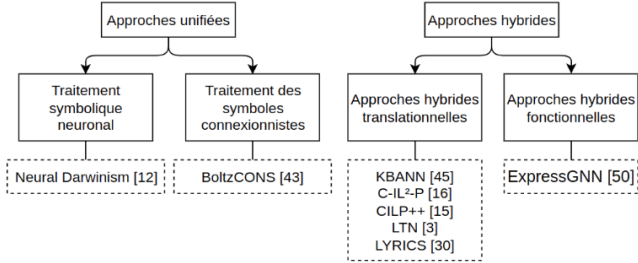 Approches unifiées
Approches hybrides
Traitement
symbolique
neuronal
Traitement des
symboles
connexionnistes
Approches hybrides
translationnelles
Approches hybrides
fonctionnelles
Neural Darwinism [12]
BoltzCONS [43]
KBANN [45]
C-IL²-P [16]
CILP++ [15]
LTN [3]
LYRICS [30]
ExpressGNN [50]